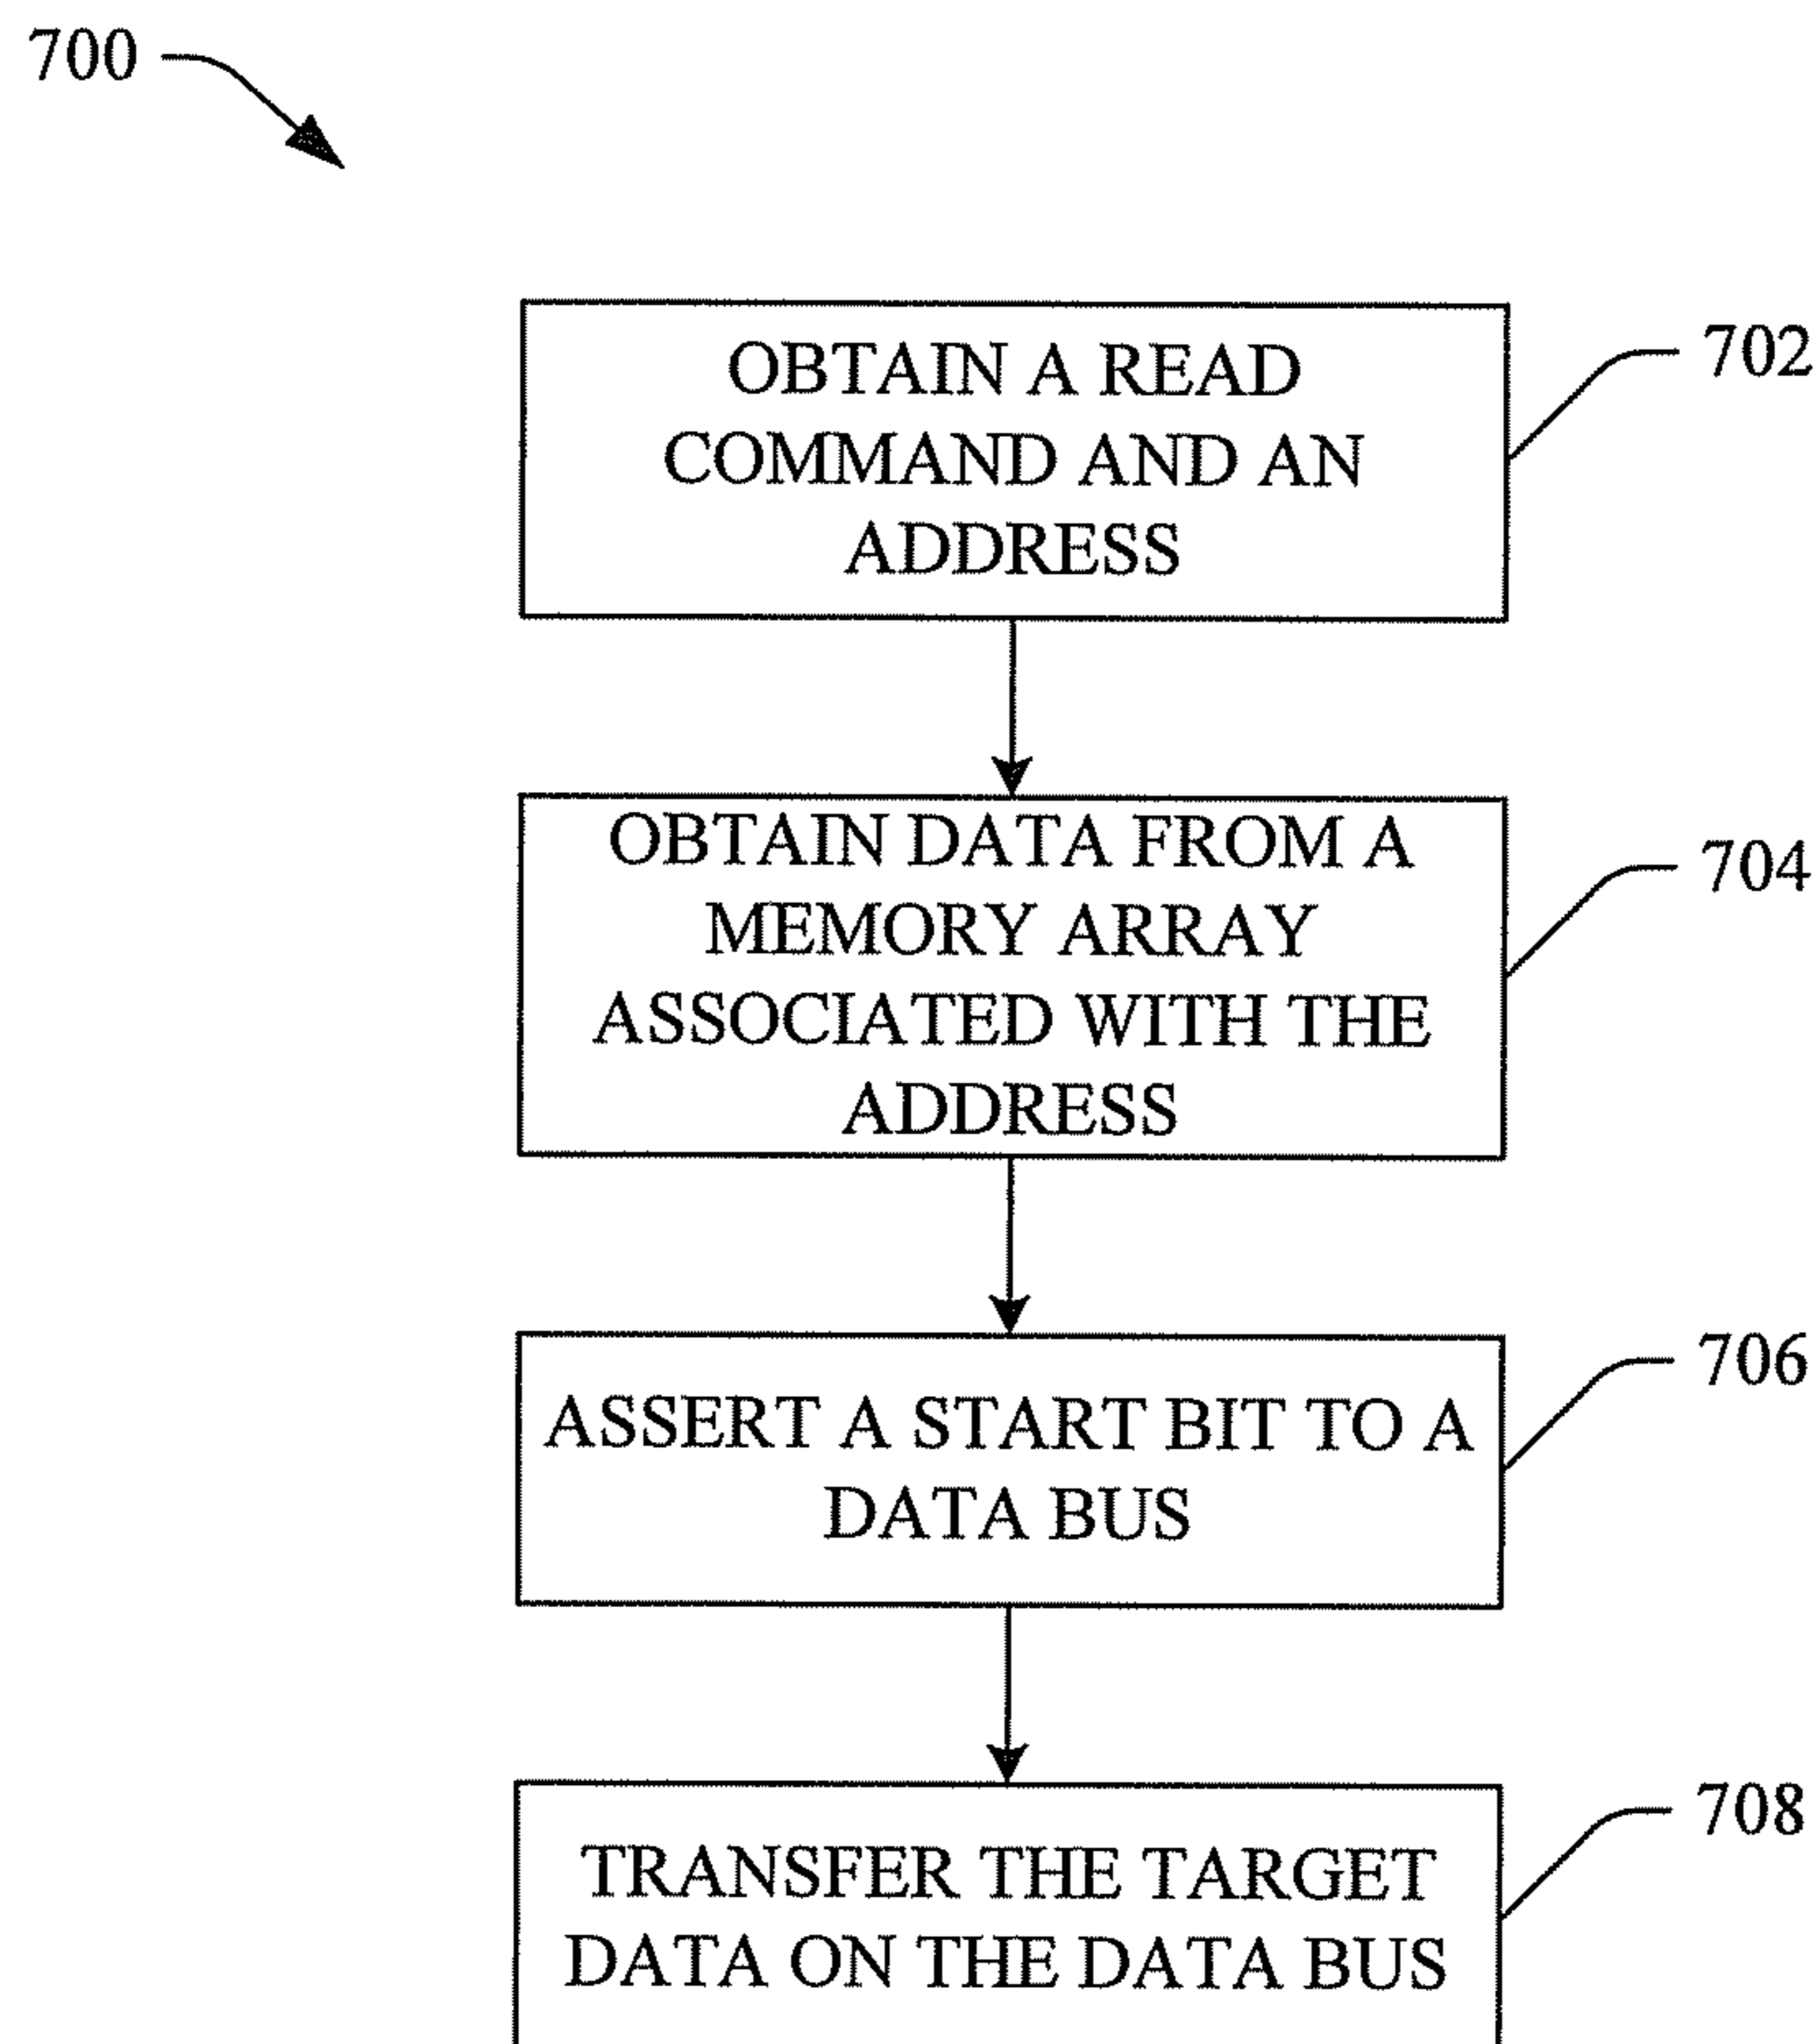 700
OBTAIN A READ
COMMAND AND AN
ADDRESS
702
OBTAIN DATA FROM A
MEMORY ARRAY
ASSOCIATED WITH THE
ADDRESS
704
ASSERT A START BIT TO A
DATA BUS
706
TRANSFER THE TARGET
DATA ON THE DATA BUS
708